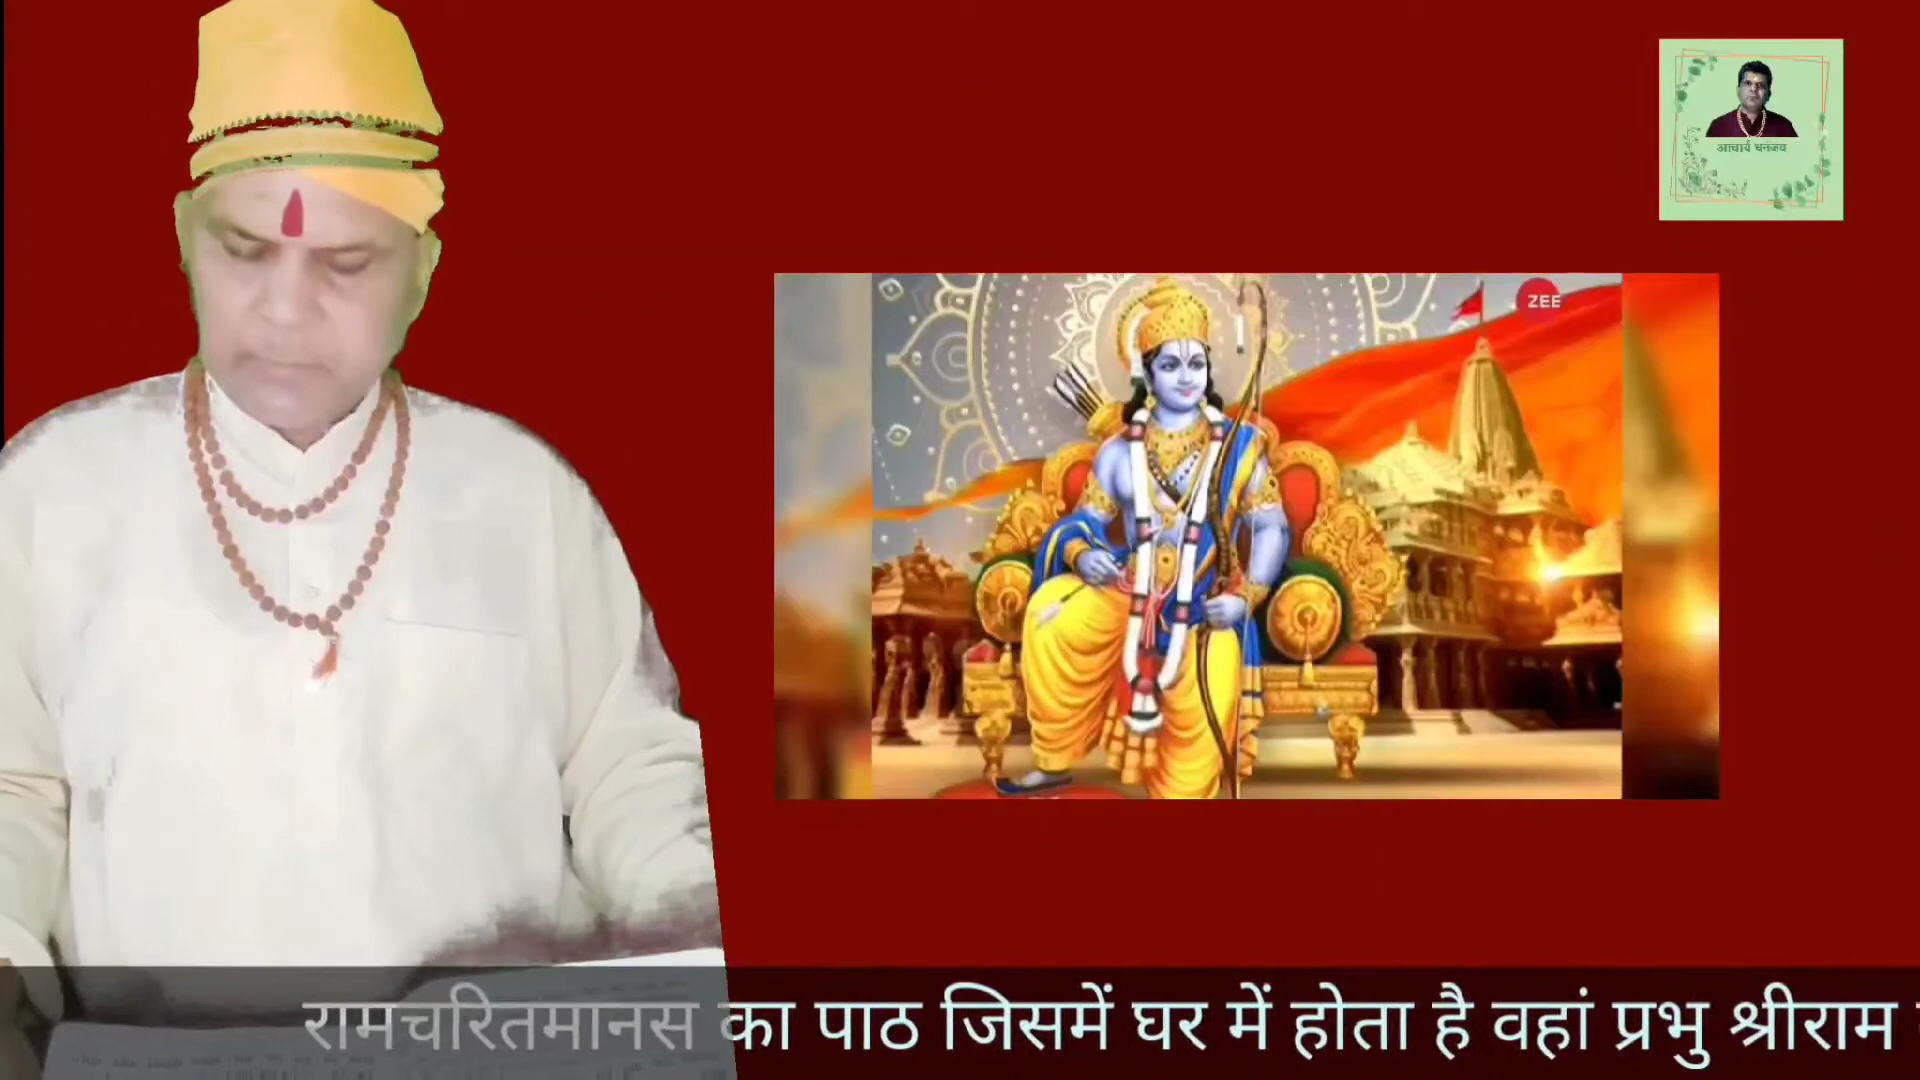 आचार्य धनंजय
ZEE
रामचरितमानस का पाठ जिसमें घर में होता है वहां प्रभु श्रीराम